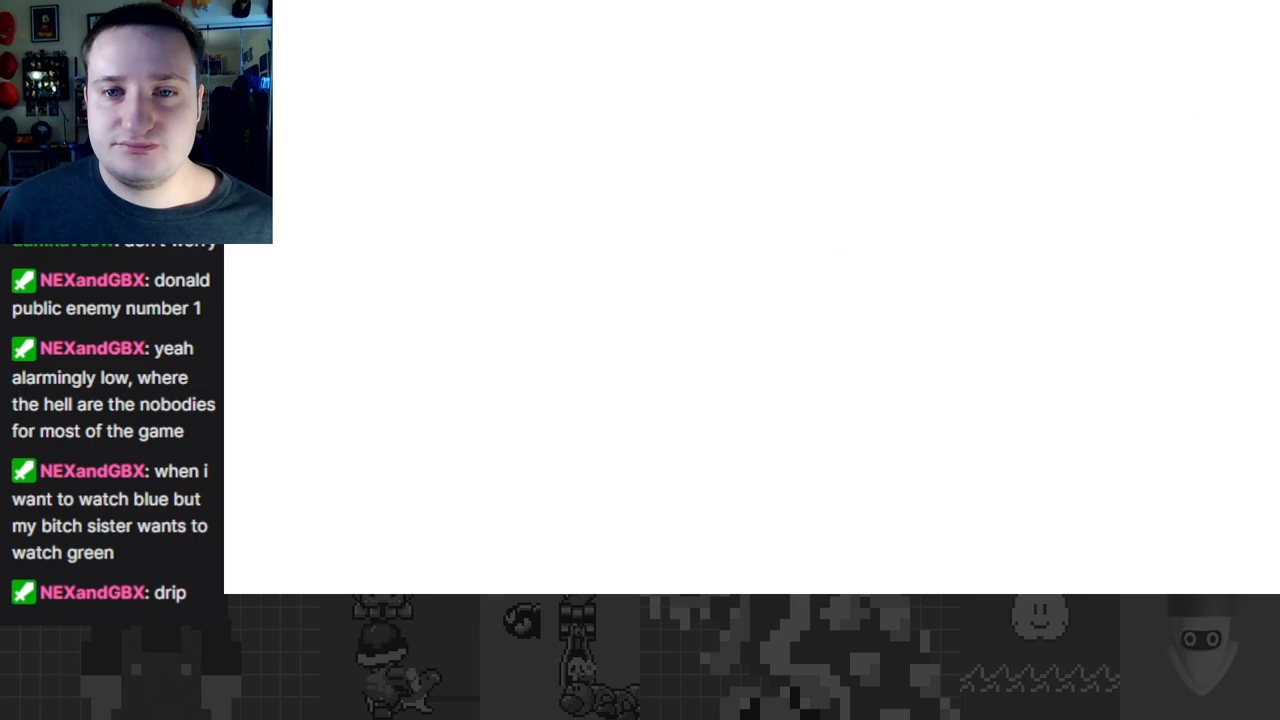 NEXandGBX: donald
public enemy number 1
NEXandGBX: yeah
alarmingly low, where
the hell are the nobodies
for most of the game
NEXandGBX: when i
want to watch blue but
my bitch sister wants to
watch green
NEXandGBX: drip